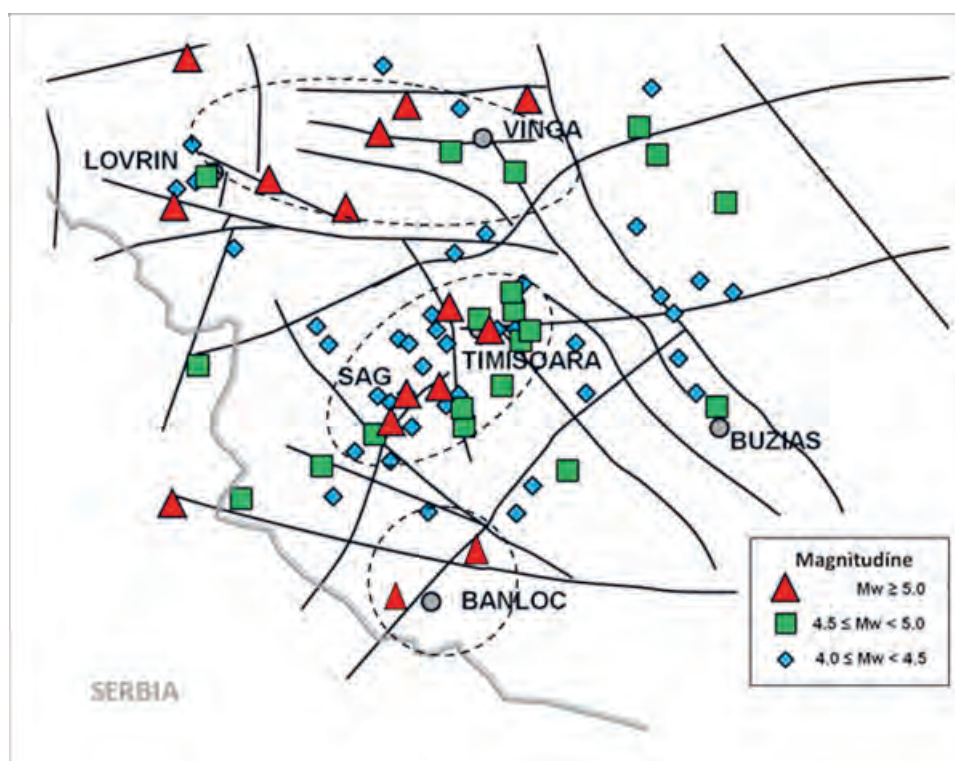 VINGA
LOVRIN
TIMISOARA
SAG
BUZIAS
BANLOC
SERBIA
Magnitudine
Mw ≥ 5.0
4.5 ≤ Mw < 5.0
4.0 ≤ Mw < 4.5